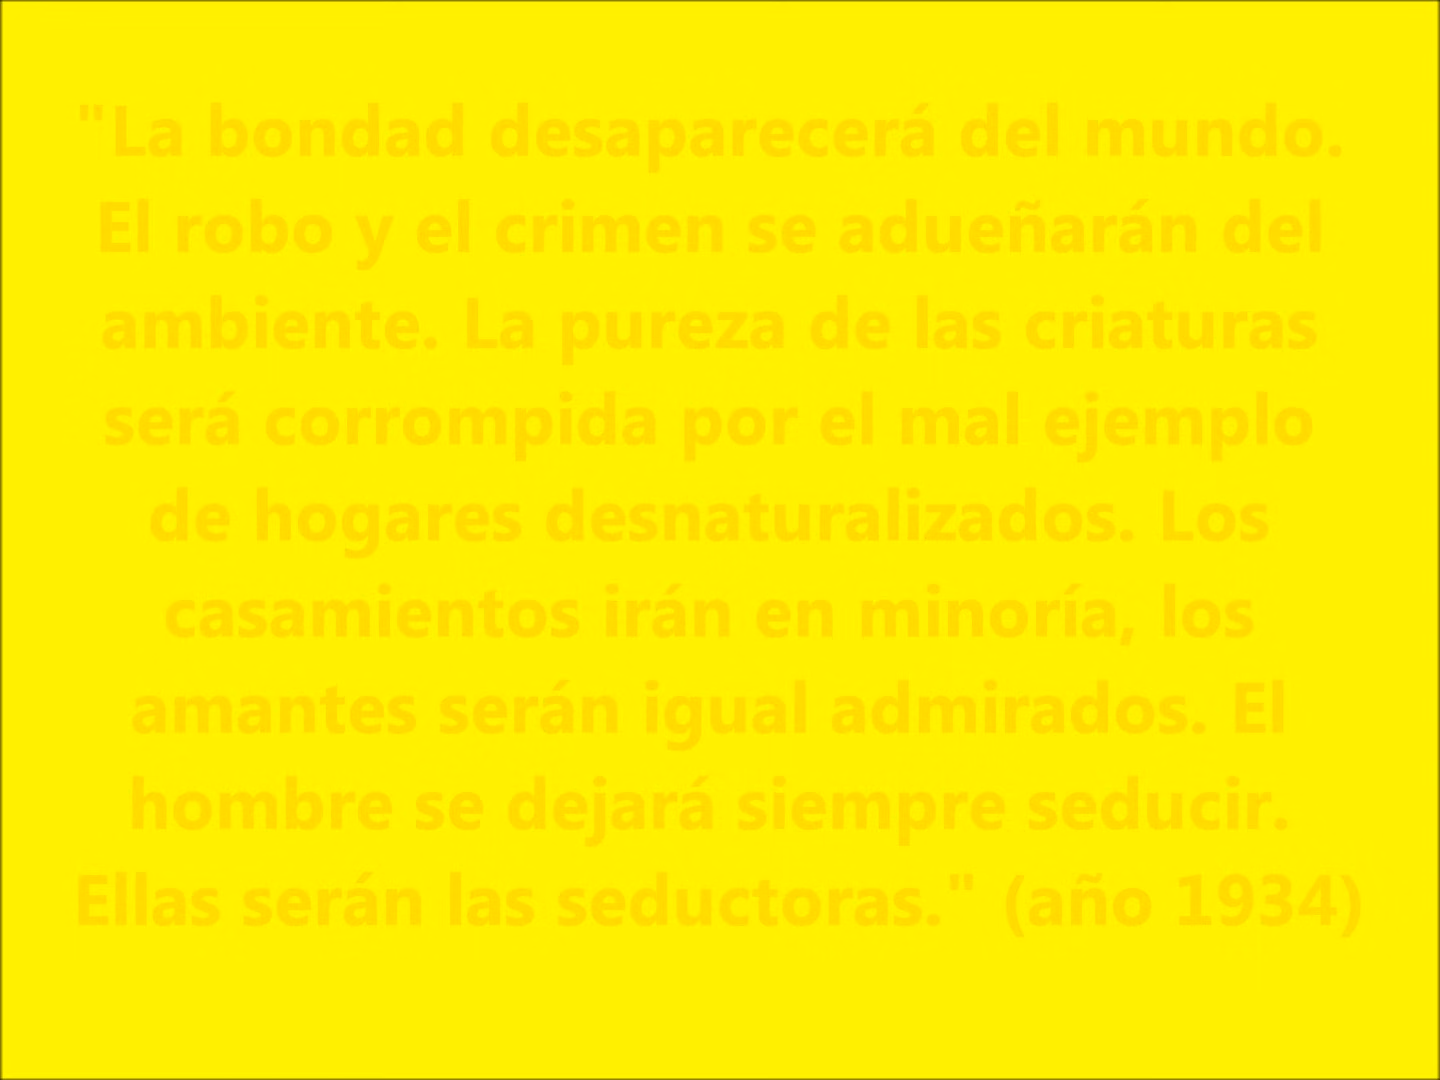 "La bondad desaparecerá del mundo.
El robo y el crimen se adueñarán del
ambiente. La pureza de las criaturas
será corrompida por el mal ejemplo
de hogares desnaturalizados. Los
casamientos irán en minoría, los
amantes serán igual admirados. El
hombre se dejará siempre seducir.
Ellas serán las seductoras." (año 1934)